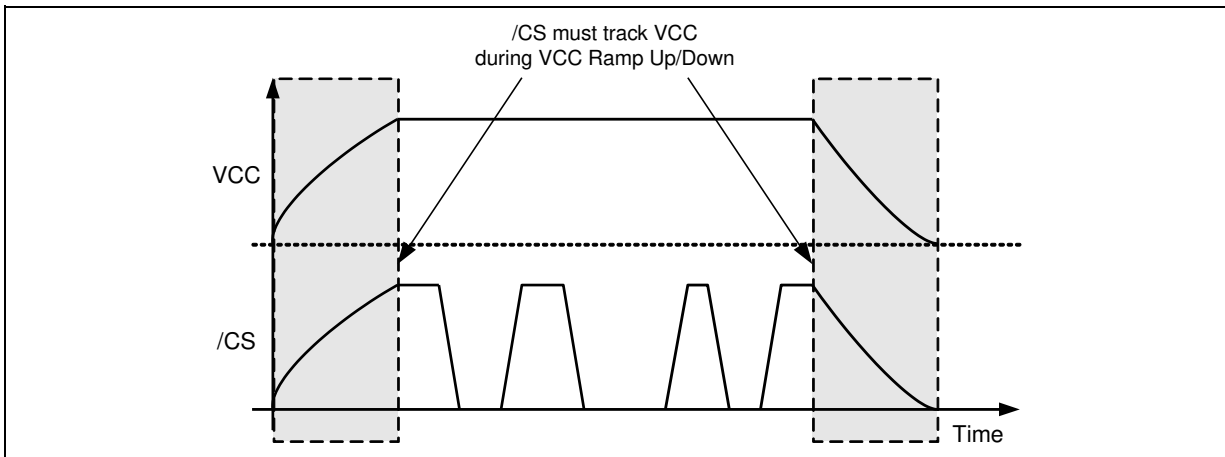 /CS must track VCC
during VCC Ramp Up/Down
VCC
/CS
Time